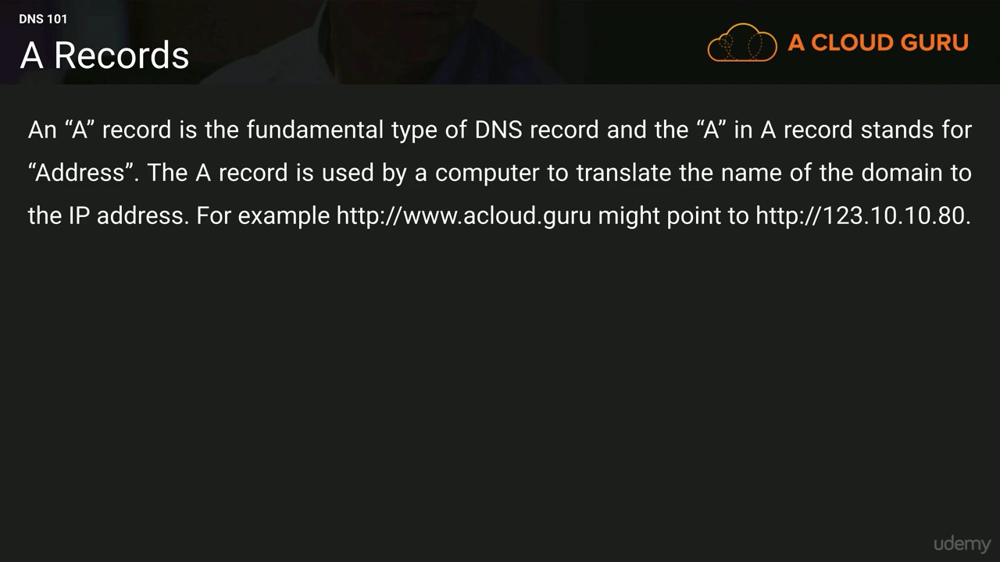 DNS 101
A Records
A CLOUD GURU
An “A” record is the fundamental type of DNS record and the “A” in A record stands for
“Address”. The A record is used by a computer to translate the name of the domain to
the IP address. For example http://www.acloud.guru might point to http://123.10.10.80.
udemy